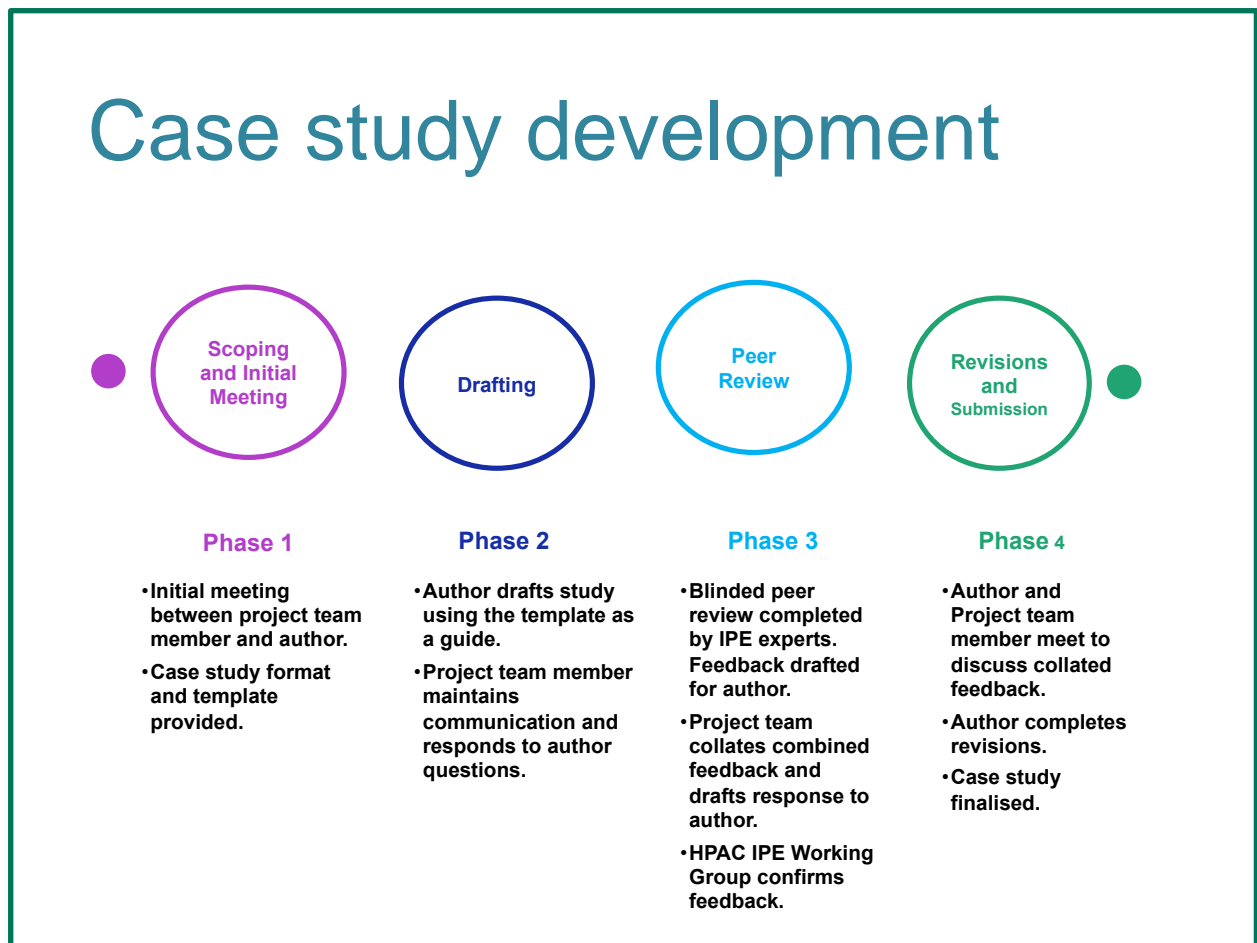 Case study development
Scoping
and Initial
Meeting
Drafting
Peer
Review
Revisions
and
Submission
Phase 1
•Initial meeting
between project team
member and author.
•Case study format
and template
provided.
Phase 2
•Author drafts study
using the template as
a guide.
•Project team member
maintains
communication and
responds to author
questions.
Phase 3
•Blinded peer
review completed
by IPE experts.
Feedback drafted
for author.
•Project team
collates combined
feedback and
drafts response to
author.
•HPAC IPE Working
Group confirms
feedback.
Phase 4
•Author and
Project team
member meet to
discuss collated
feedback.
•Author completes
revisions.
•Case study
finalised.